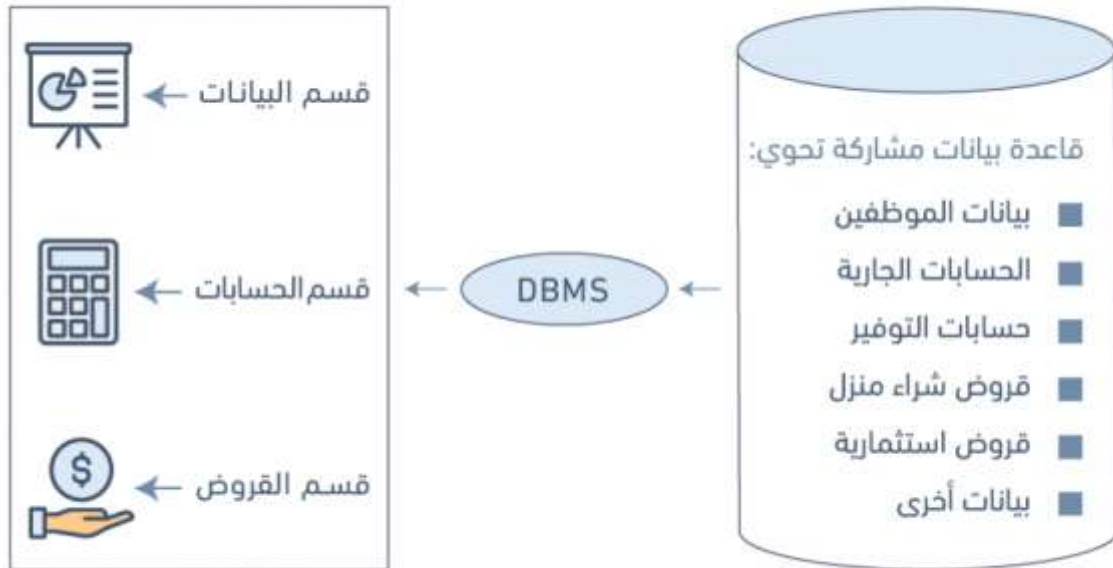 قاعدة بيانات مشاركة تحوي:
بيانات الموظفين
الحسابات الجارية
حسابات التوفير
قروض شراء منزل
قروض استثمارية
بيانات أخرى
DBMS
قسم البيانات
قسم الحسابات
قسم القروض
$